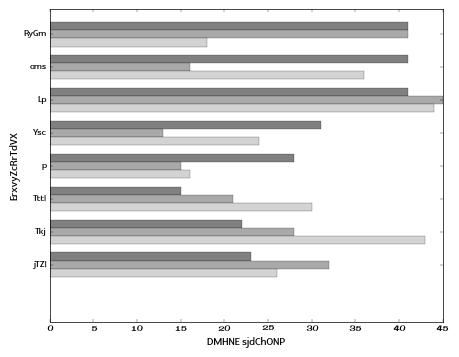 RyGm
oms
Lp
Ysc
p
Tttl
Tkj
jTZl
ErxvyZcRrTdVX
0 5 10 15 20 25 30 35 40 45
DMHNE sjdChONP